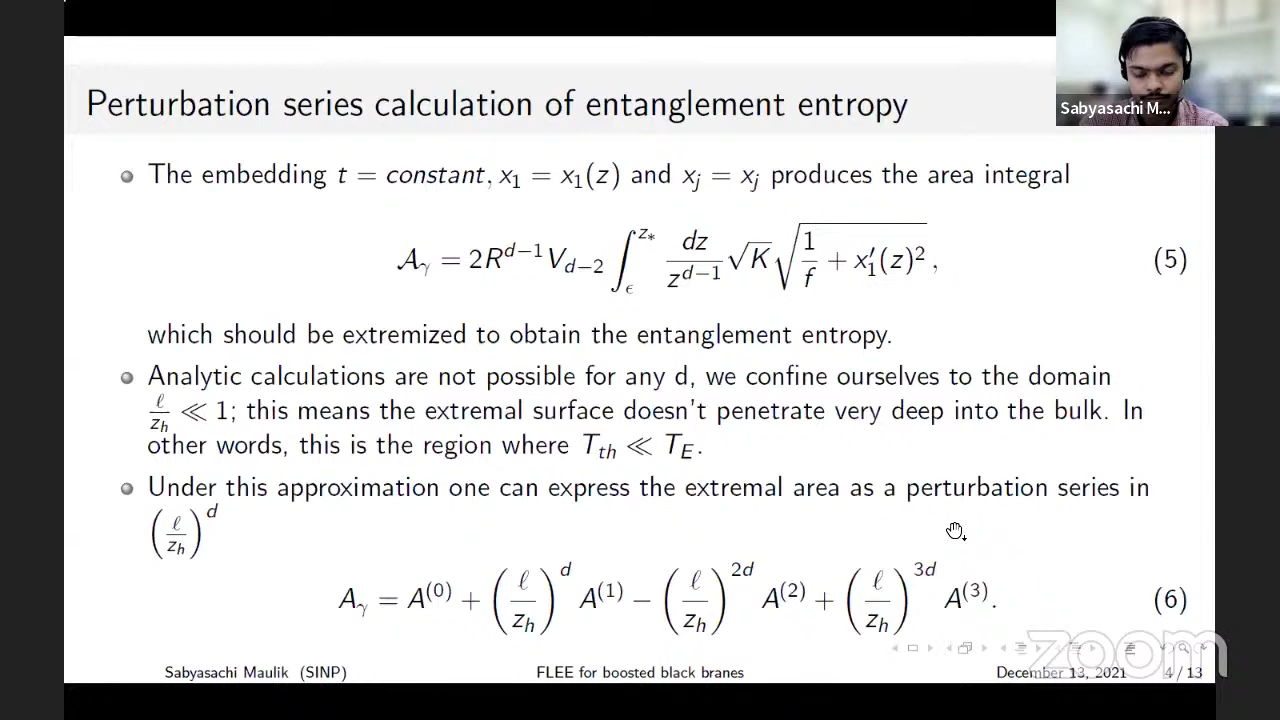 Perturbation series calculation of entanglement entropy
Sabyasachi M...
The embedding t = constant, x₁ = x₁(z) and xⱼ = xⱼ produces the area integral
𝒜_γ = 2R^{d−1} V_{d−2} ∫_ϵ^{z_*} dz/z^{d−1} √K √(1/f + x₁′(z)²) , (5)
which should be extremized to obtain the entanglement entropy.
Analytic calculations are not possible for any d, we confine ourselves to the domain
ℓ/z_h ≪ 1; this means the extremal surface doesn't penetrate very deep into the bulk. In
other words, this is the region where T_{th} ≪ T_E.
Under this approximation one can express the extremal area as a perturbation series in
(ℓ/z_h)^d
A_γ = A^{(0)} + (ℓ/z_h)^d A^{(1)} − (ℓ/z_h)^{2d} A^{(2)} + (ℓ/z_h)^{3d} A^{(3)}. (6)
zoom
Sabyasachi Maulik (SINP) FLEE for boosted black branes December 13, 2021 4 / 13